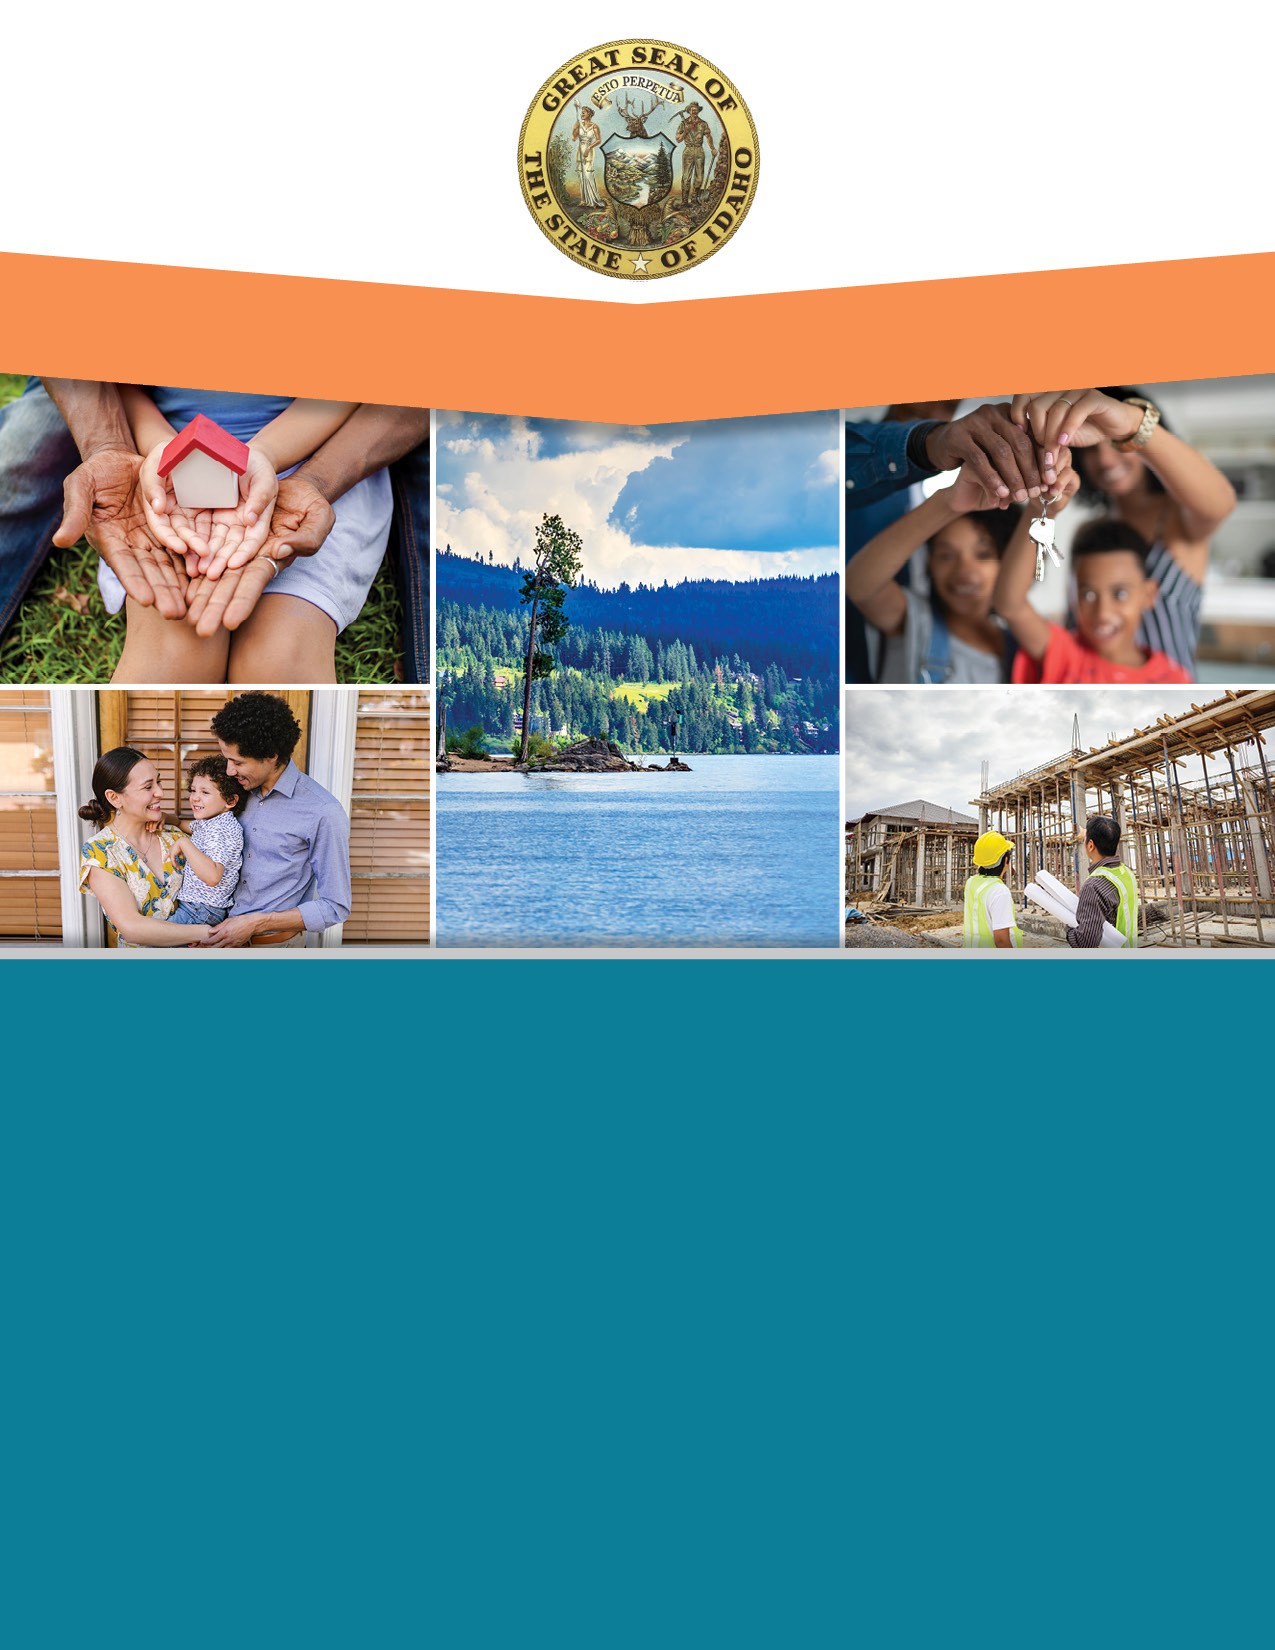 GREAT SEAL OF
THE STATE OF IDAHO
ESTO PERPETUA